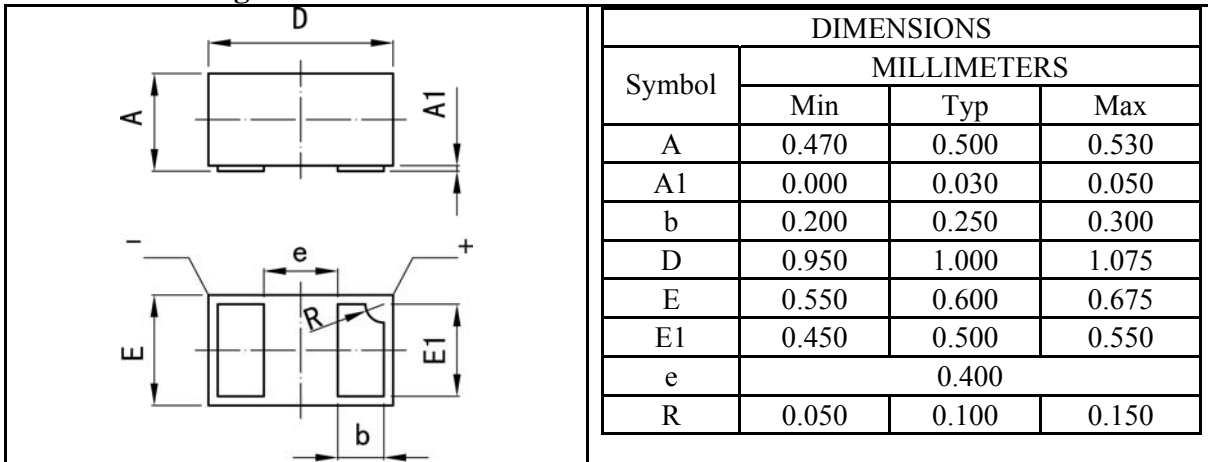 D
A
A1
−
e
+
R
E
E1
b
DIMENSIONS
Symbol MILLIMETERS
Min Typ Max
A 0.470 0.500 0.530
A1 0.000 0.030 0.050
b 0.200 0.250 0.300
D 0.950 1.000 1.075
E 0.550 0.600 0.675
E1 0.450 0.500 0.550
e 0.400
R 0.050 0.100 0.150